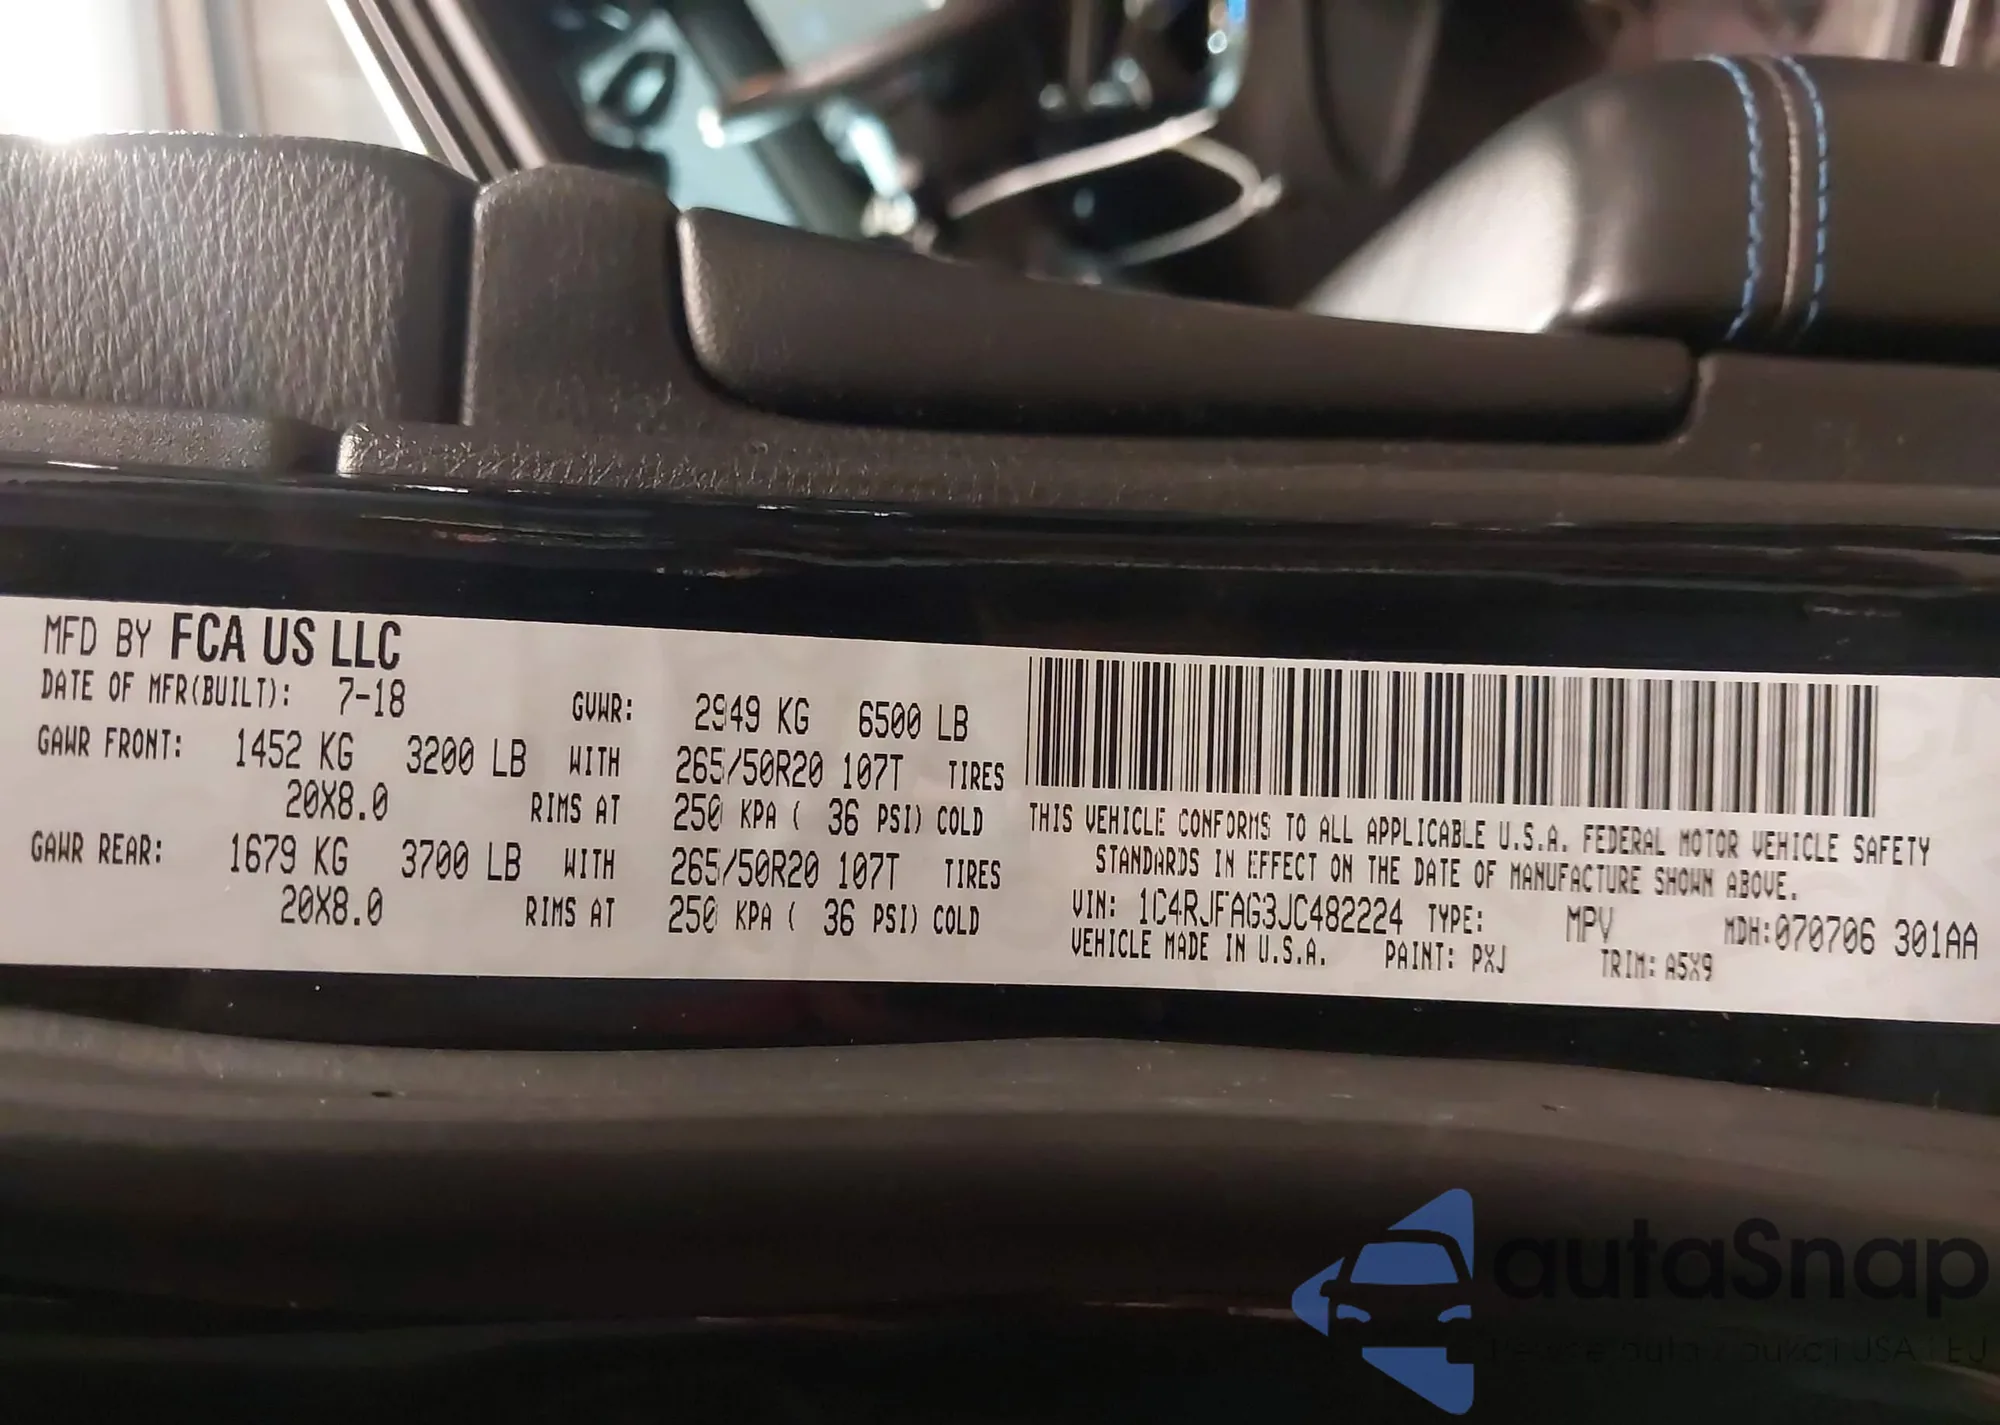 MFD BY FCA US LLC
DATE OF MFR(BUILT): 7-18 GVWR: 2949 KG 6500 LB
GAWR FRONT: 1452 KG 3200 LB WITH 265/50R20 107T TIRES
20X8.0 RIMS AT 250 KPA ( 36 PSI) COLD
GAWR REAR: 1679 KG 3700 LB WITH 265/50R20 107T TIRES
20X8.0 RIMS AT 250 KPA ( 36 PSI) COLD
THIS VEHICLE CONFORMS TO ALL APPLICABLE U.S.A. FEDERAL MOTOR VEHICLE SAFETY
STANDARDS IN EFFECT ON THE DATE OF MANUFACTURE SHOWN ABOVE.
VIN: 1C4RJFAG3JC482224 TYPE: MPV MDH:070706 301AA
VEHICLE MADE IN U.S.A. PAINT: PXJ TRIM: A5X9
autaSnap
USA EU